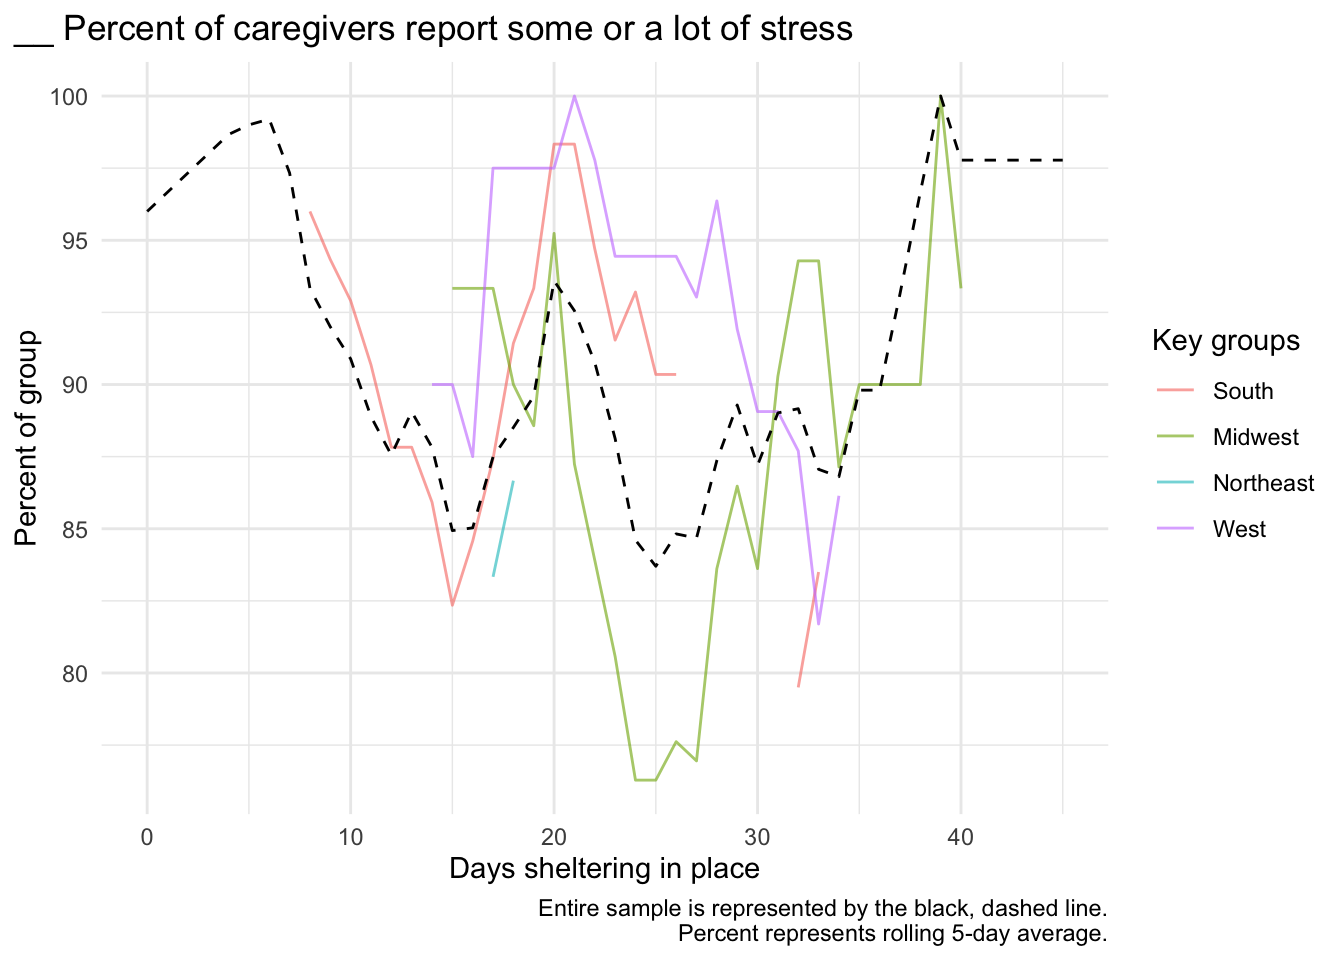 __ Percent of caregivers report some or a lot of stress
100
95
90
85
80
Percent of group
0 10 20 30 40
Days sheltering in place
Key groups
South
Midwest
Northeast
West
Entire sample is represented by the black, dashed line.
Percent represents rolling 5-day average.